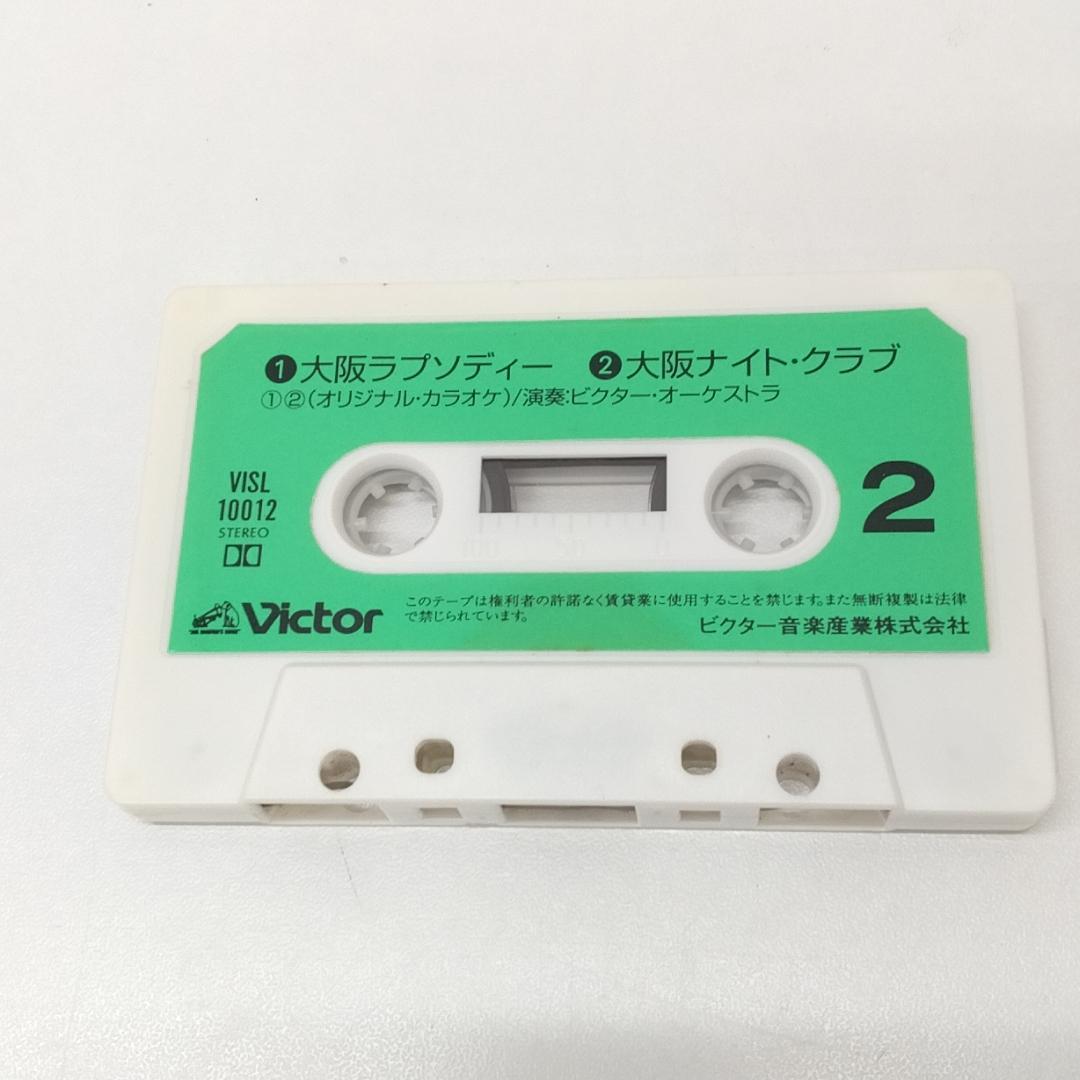 ❶大阪ラプソディー ❷大阪ナイト・クラブ
①②(オリジナル・カラオケ)/演奏:ビクター・オーケストラ
VISL
10012
STEREO
2
"HIS MASTER'S VOICE"
Victor
このテープは権利者の許諾なく賃貸業に使用することを禁じます。また無断複製は法律
で禁じられています。
ビクター音楽産業株式会社
100 50 0